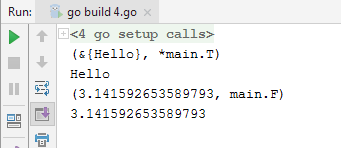 Run: go build 4.go
<4 go setup calls>
(&{Hello}, *main.T)
Hello
(3.141592653589793, main.F)
3.141592653589793